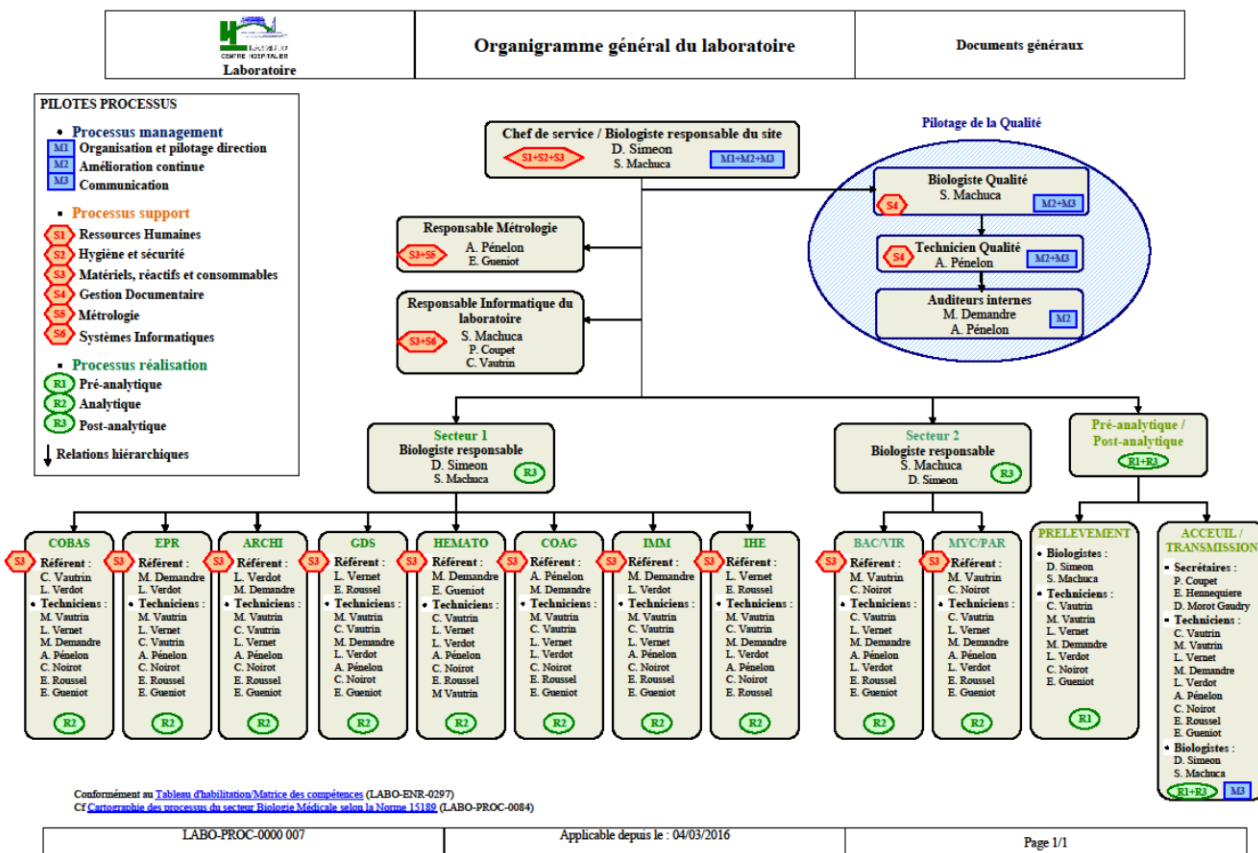 CENTRE HOSPITALIER
Laboratoire
Organigramme général du laboratoire
Documents généraux
PILOTES PROCESSUS
Processus management
M1 Organisation et pilotage direction
M2 Amélioration continue
M3 Communication
Processus support
S1 Ressources Humaines
S2 Hygiène et sécurité
S3 Matériels, réactifs et consommables
S4 Gestion Documentaire
S5 Métrologie
S6 Systèmes Informatiques
Processus réalisation
R1 Pré-analytique
R2 Analytique
R3 Post-analytique
Relations hiérarchiques
Chef de service / Biologiste responsable du site
D. Simeon
S. Machuca
S1+S2+S3
M1+M2+M3
Pilotage de la Qualité
Biologiste Qualité
S. Machuca
S4
M2+M3
Technicien Qualité
A. Pénelon
S4
M2+M3
Auditeurs internes
M. Demandre
A. Pénelon
M2
Responsable Métrologie
A. Pénelon
E. Gueniot
S3+S5
Responsable Informatique du
laboratoire
S. Machuca
P. Coupet
C. Vautrin
S3+S6
Secteur 1
Biologiste responsable
D. Simeon
S. Machuca
R3
Secteur 2
Biologiste responsable
S. Machuca
D. Simeon
R3
Pré-analytique /
Post-analytique
R1+R3
COBAS
S3
Référent :
C. Vautrin
L. Verdot
Techniciens :
M. Vautrin
L. Vernet
M. Demandre
A. Pénelon
C. Noirot
E. Roussel
E. Gueniot
R2
EPR
S3
Référent :
M. Demandre
L. Verdot
Techniciens :
M. Vautrin
L. Vernet
C. Vautrin
A. Pénelon
C. Noirot
E. Roussel
E. Gueniot
R2
ARCHI
S3
Référent :
L. Verdot
M. Demandre
Techniciens :
M. Vautrin
C. Vautrin
L. Vernet
A. Pénelon
C. Noirot
E. Roussel
E. Gueniot
R2
GDS
S3
Référent :
L. Vernet
E. Roussel
Techniciens :
M. Vautrin
C. Vautrin
M. Demandre
L. Verdot
A. Pénelon
C. Noirot
E. Gueniot
R2
HEMATO
S3
Référent :
M. Demandre
E. Gueniot
Techniciens :
C. Vautrin
L. Vernet
L. Verdot
A. Pénelon
C. Noirot
E. Roussel
M Vautrin
R2
COAG
S3
Référent :
A. Pénelon
M. Demandre
Techniciens :
M. Vautrin
C. Vautrin
L. Vernet
L. Verdot
C. Noirot
E. Roussel
E. Gueniot
R2
IMM
S3
Référent :
L. Verdot
M. Demandre
Techniciens :
M. Vautrin
C. Vautrin
L. Vernet
A. Pénelon
C. Noirot
E. Roussel
E. Gueniot
R2
IHE
S3
Référent :
L. Vernet
E. Roussel
Techniciens :
M. Vautrin
C. Vautrin
M. Demandre
L. Verdot
A. Pénelon
C. Noirot
E. Roussel
R2
BAC/VIR
S3
Référent :
M. Vautrin
C. Noirot
Techniciens :
C. Vautrin
L. Vernet
M. Demandre
A. Pénelon
L. Verdot
E. Roussel
E. Gueniot
R2
MYC/PAR
S3
Référent :
M. Vautrin
C. Noirot
Techniciens :
C. Vautrin
L. Vernet
M. Demandre
A. Pénelon
L. Verdot
E. Roussel
E. Gueniot
R2
PRELEVEMENT
Biologistes :
D. Simeon
S. Machuca
Techniciens :
C. Vautrin
M. Vautrin
L. Vernet
M. Demandre
L. Verdot
C. Noirot
E. Gueniot
R1
ACCEUIL /
TRANSMISSION
Secrétaires :
P. Coupet
E. Hennequiere
D. Morot Gaudry
Techniciens :
C. Vautrin
M. Vautrin
L. Vernet
M. Demandre
L. Verdot
A. Pénelon
C. Noirot
E. Roussel
E. Gueniot
Biologistes :
D. Simeon
S. Machuca
R1+R3
M3
Conformément au Tableau d'habilitation/Matrice des compétences (LABO-ENR-0297)
Cf Cartographie des processus du secteur Biologie Médicale selon la Norme 15189 (LABO-PROC-0084)
LABO-PROC-0000 007
Applicable depuis le : 04/03/2016
Page 1/1